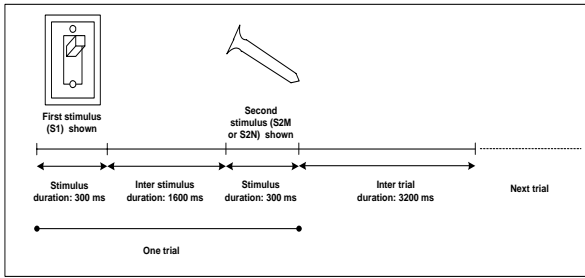 First stimulus
(S1) shown
Second
stimulus (S2M
or S2N) shown
Stimulus
duration: 300 ms
Inter stimulus
duration: 1600 ms
Stimulus
duration: 300 ms
Inter trial
duration: 3200 ms
Next trial
One trial